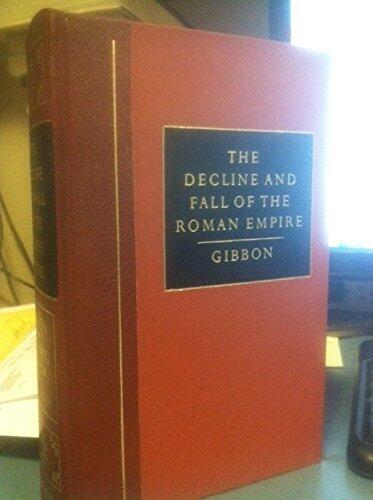 THE
DECLINE AND
FALL OF THE
ROMAN EMPIRE
GIBBON